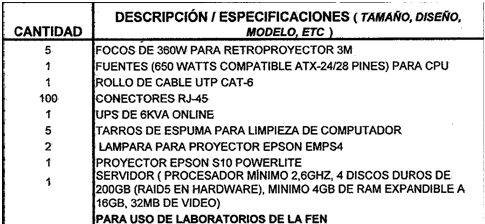 DESCRIPCIÓN / ESPECIFICACIONES ( TAMAÑO, DISEÑO,
CANTIDAD MODELO, ETC )
5 FOCOS DE 360W PARA RETROPROYECTOR 3M
1 FUENTES (650 WATTS COMPATIBLE ATX-24/28 PINES) PARA CPU
1 ROLLO DE CABLE UTP CAT-6
100 CONECTORES RJ-45
1 UPS DE 6KVA ONLINE
5 TARROS DE ESPUMA PARA LIMPIEZA DE COMPUTADOR
2 LAMPARA PARA PROYECTOR EPSON EMPS4
1 PROYECTOR EPSON S10 POWERLITE
1 SERVIDOR ( PROCESADOR MÍNIMO 2,6GHZ, 4 DISCOS DUROS DE
200GB (RAID5 EN HARDWARE), MINIMO 4GB DE RAM EXPANDIBLE A
16GB, 32MB DE VIDEO)
PARA USO DE LABORATORIOS DE LA FEN